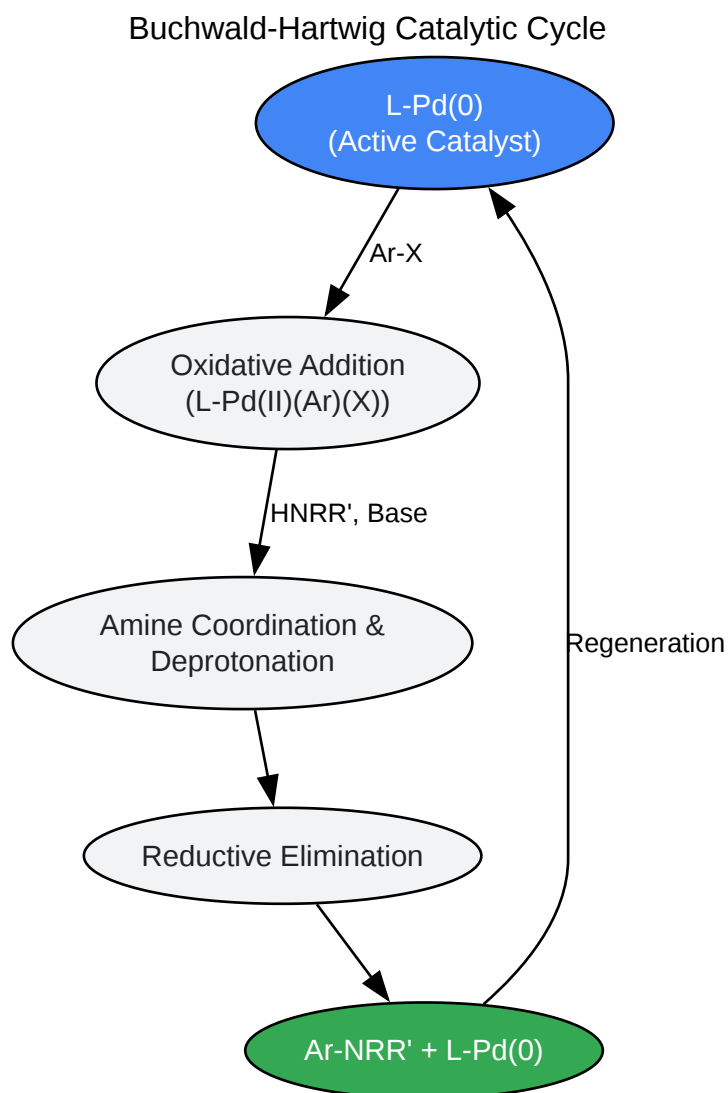 Buchwald-Hartwig Catalytic Cycle
L-Pd(0)
(Active Catalyst)
Ar-X
Oxidative Addition
(L-Pd(II)(Ar)(X))
HNRR', Base
Amine Coordination &
Deprotonation
Regeneration
Reductive Elimination
Ar-NRR' + L-Pd(0)